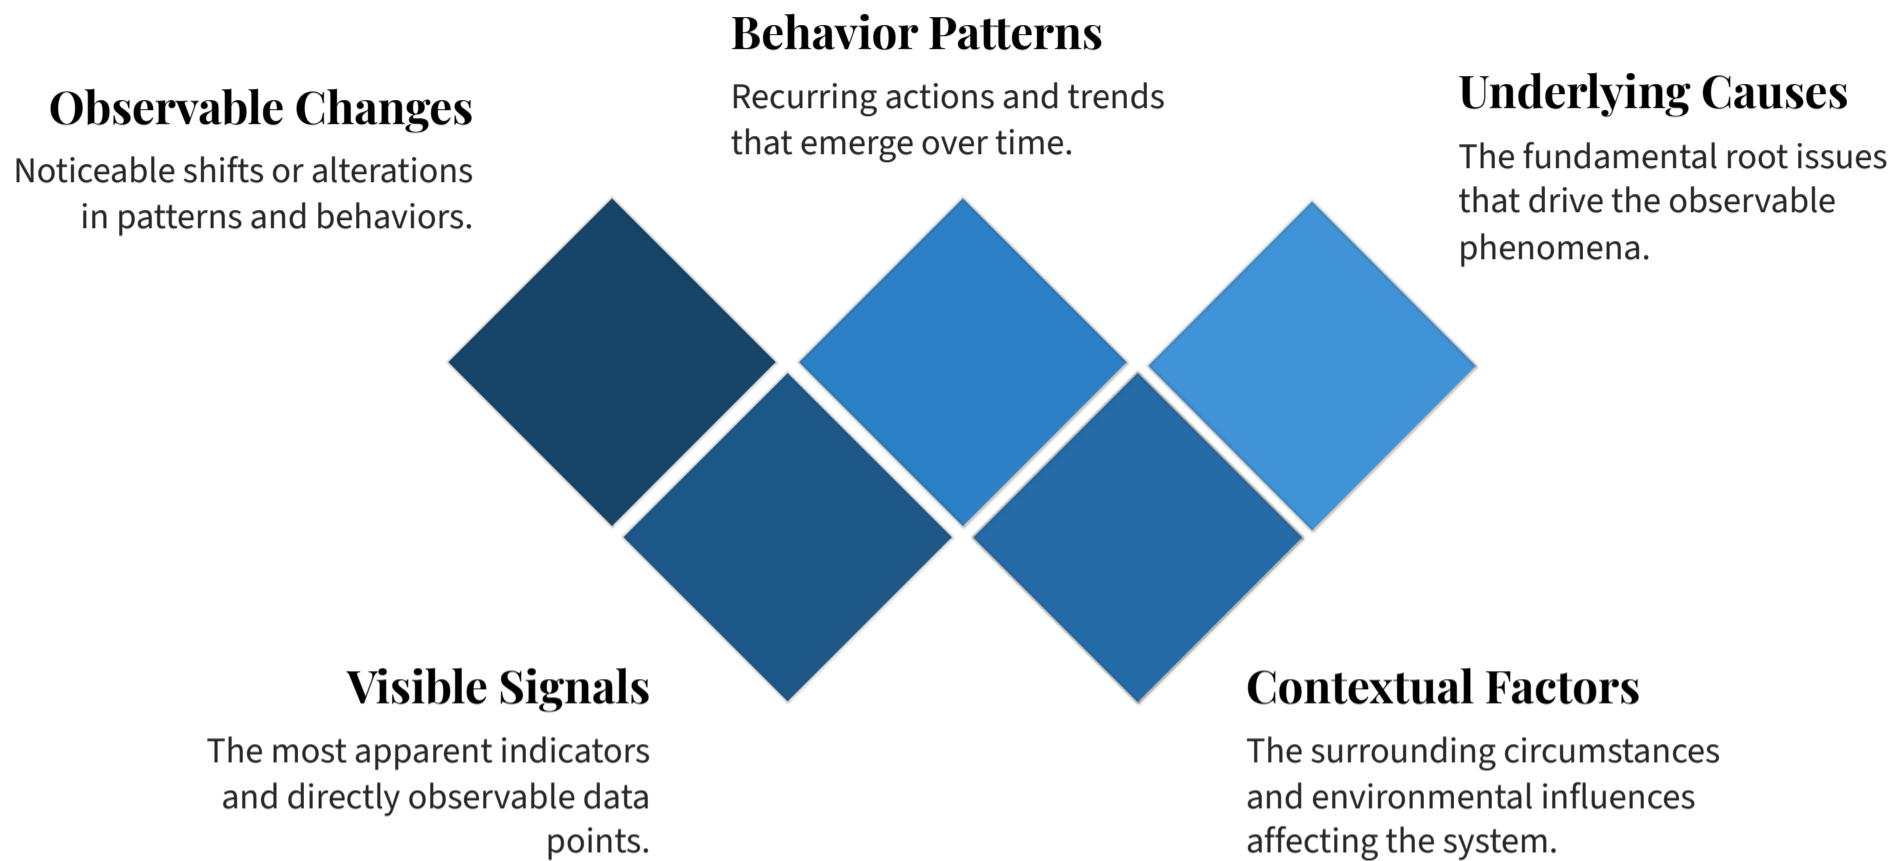 Behavior Patterns
Recurring actions and trends
that emerge over time.
Observable Changes
Noticeable shifts or alterations
in patterns and behaviors.
Underlying Causes
The fundamental root issues
that drive the observable
phenomena.
Visible Signals
The most apparent indicators
and directly observable data
points.
Contextual Factors
The surrounding circumstances
and environmental influences
affecting the system.